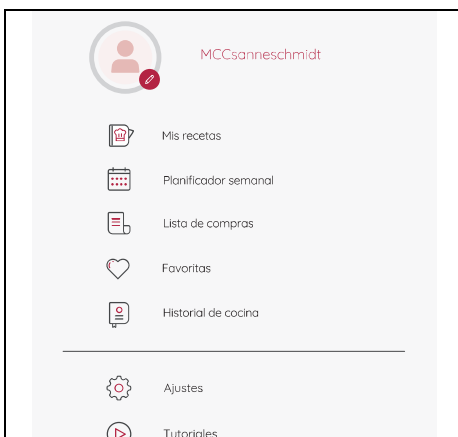 MCCsanneschmidt
Mis recetas
Planificador semanal
Lista de compras
Favoritas
Historial de cocina
Ajustes
Tutoriales